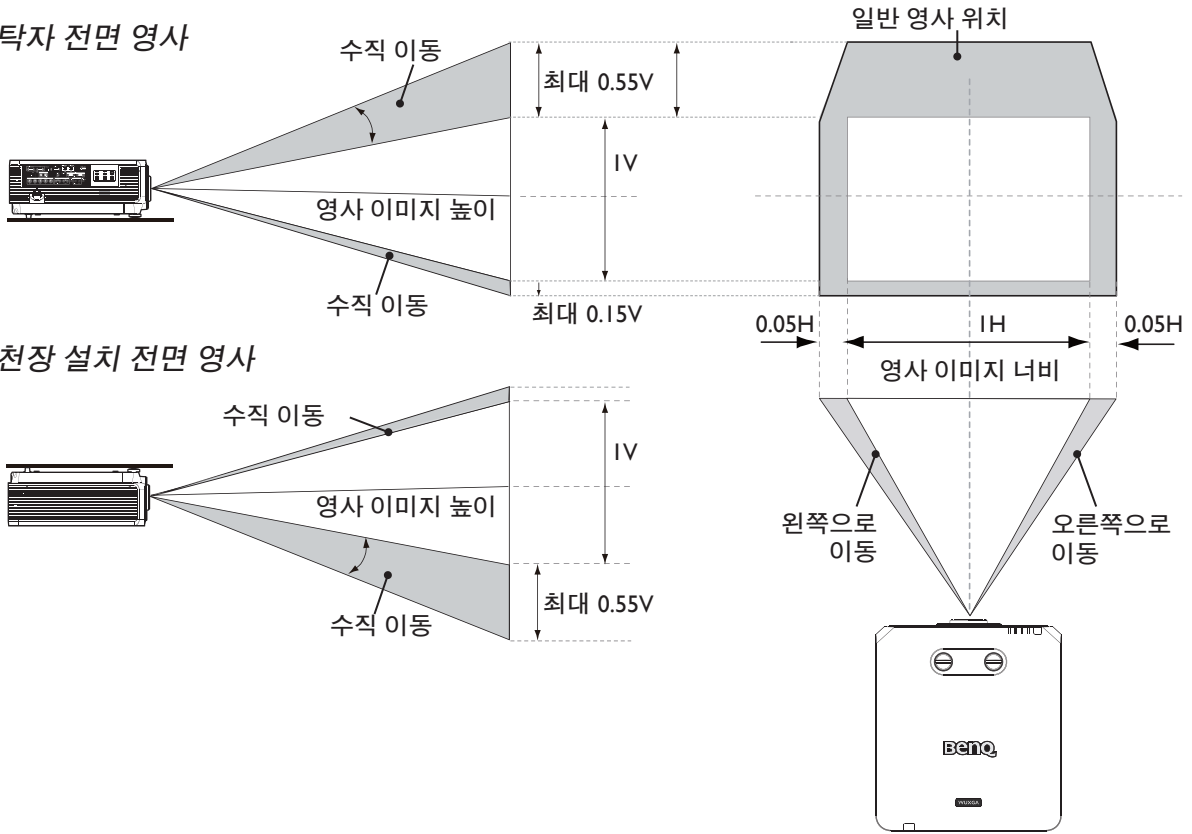 탁자 전면 영사
수직 이동
최대 0.55V
1V
영사 이미지 높이
수직 이동
최대 0.15V
일반 영사 위치
0.05H
1H
0.05H
영사 이미지 너비
천장 설치 전면 영사
수직 이동
1V
영사 이미지 높이
최대 0.55V
수직 이동
왼쪽으로
이동
오른쪽으로
이동
BenQ
WUXGA